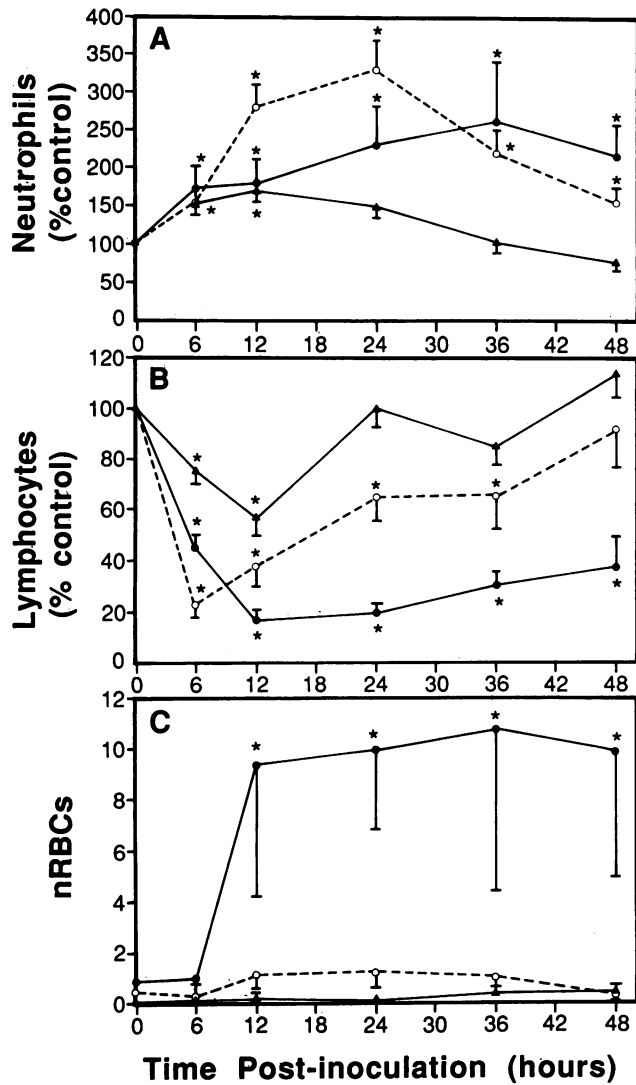 A
Neutrophils
(%control)
400
350
300
250
200
150
100
50
0
0 6 12 18 24 30 36 42 48
B
Lymphocytes
(% control)
120
100
80
60
40
20
0
0 6 12 18 24 30 36 42 48
C
nRBCs
12
10
8
6
4
2
0
0 6 12 18 24 30 36 42 48
Time Post-inoculation (hours)